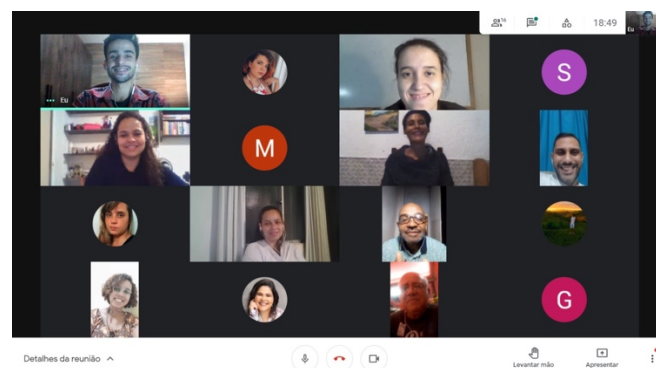 16
18:49
Eu
Eu
S
M
G
Detalhes da reunião
Levantar mão
Apresentar